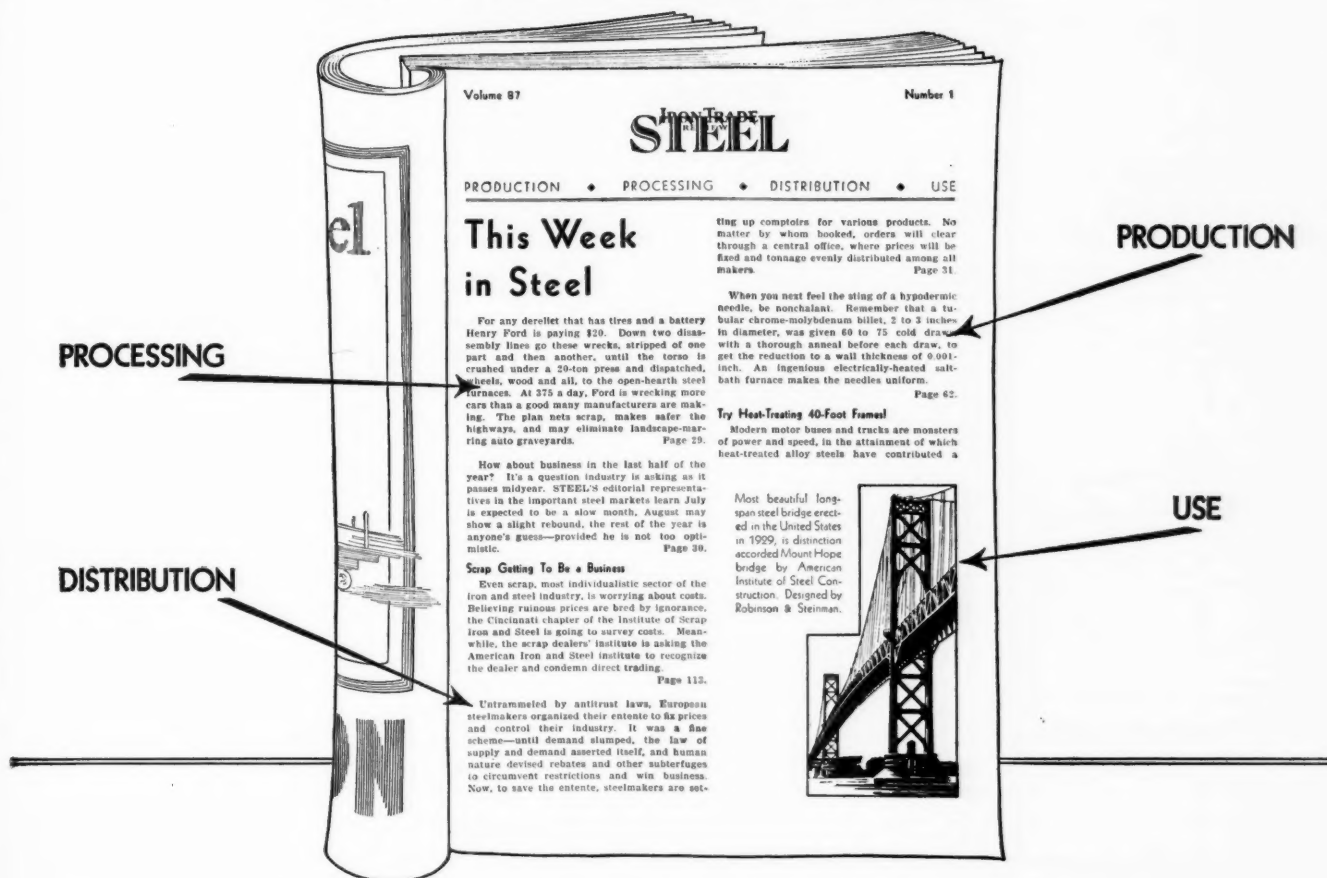 Volume 87
Number 1
IRON TRADE
REVIEW
STEEL
PRODUCTION ◆ PROCESSING ◆ DISTRIBUTION ◆ USE
This Week
in Steel
For any derelict that has tires and a battery
Henry Ford is paying $20. Down two disas-
sembly lines go these wrecks, stripped of one
part and then another, until the torso is
crushed under a 20-ton press and dispatched,
wheels, wood and all, to the open-hearth steel
furnaces. At 375 a day, Ford is wrecking more
cars than a good many manufacturers are mak-
ing. The plan nets scrap, makes safer the
highways, and may eliminate landscape-mar-
ring auto graveyards. Page 29.
How about business in the last half of the
year? It's a question industry is asking as it
passes midyear. STEEL'S editorial representa-
tives in the important steel markets learn July
is expected to be a slow month, August may
show a slight rebound, the rest of the year is
anyone's guess—provided he is not too opti-
mistic. Page 30.
Scrap Getting To Be a Business
Even scrap, most individualistic sector of the
iron and steel industry, is worrying about costs.
Believing ruinous prices are bred by ignorance,
the Cincinnati chapter of the Institute of Scrap
Iron and Steel is going to survey costs. Mean-
while, the scrap dealers' institute is asking the
American Iron and Steel institute to recognize
the dealer and condemn direct trading.
Page 113.
Untrammeled by antitrust laws, European
steelmakers organized their entente to fix prices
and control their industry. It was a fine
scheme—until demand slumped, the law of
supply and demand asserted itself, and human
nature devised rebates and other subterfuges
to circumvent restrictions and win business.
Now, to save the entente, steelmakers are set-
ting up comptoirs for various products. No
matter by whom booked, orders will clear
through a central office, where prices will be
fixed and tonnage evenly distributed among all
makers. Page 31.
When you next feel the sting of a hypodermic
needle, be nonchalant. Remember that a tu-
bular chrome-molybdenum billet, 2 to 3 inches
in diameter, was given 60 to 75 cold draws
with a thorough anneal before each draw, to
get the reduction to a wall thickness of 0.001-
inch. An ingenious electrically-heated salt-
bath furnace makes the needles uniform.
Page 62.
Try Heat-Treating 40-Foot Frames!
Modern motor buses and trucks are monsters
of power and speed, in the attainment of which
heat-treated alloy steels have contributed a
Most beautiful long-
span steel bridge erect-
ed in the United States
in 1929, is distinction
accorded Mount Hope
bridge by American
Institute of Steel Con-
struction. Designed by
Robinson & Steinman.
PROCESSING
DISTRIBUTION
PRODUCTION
USE
el
ON